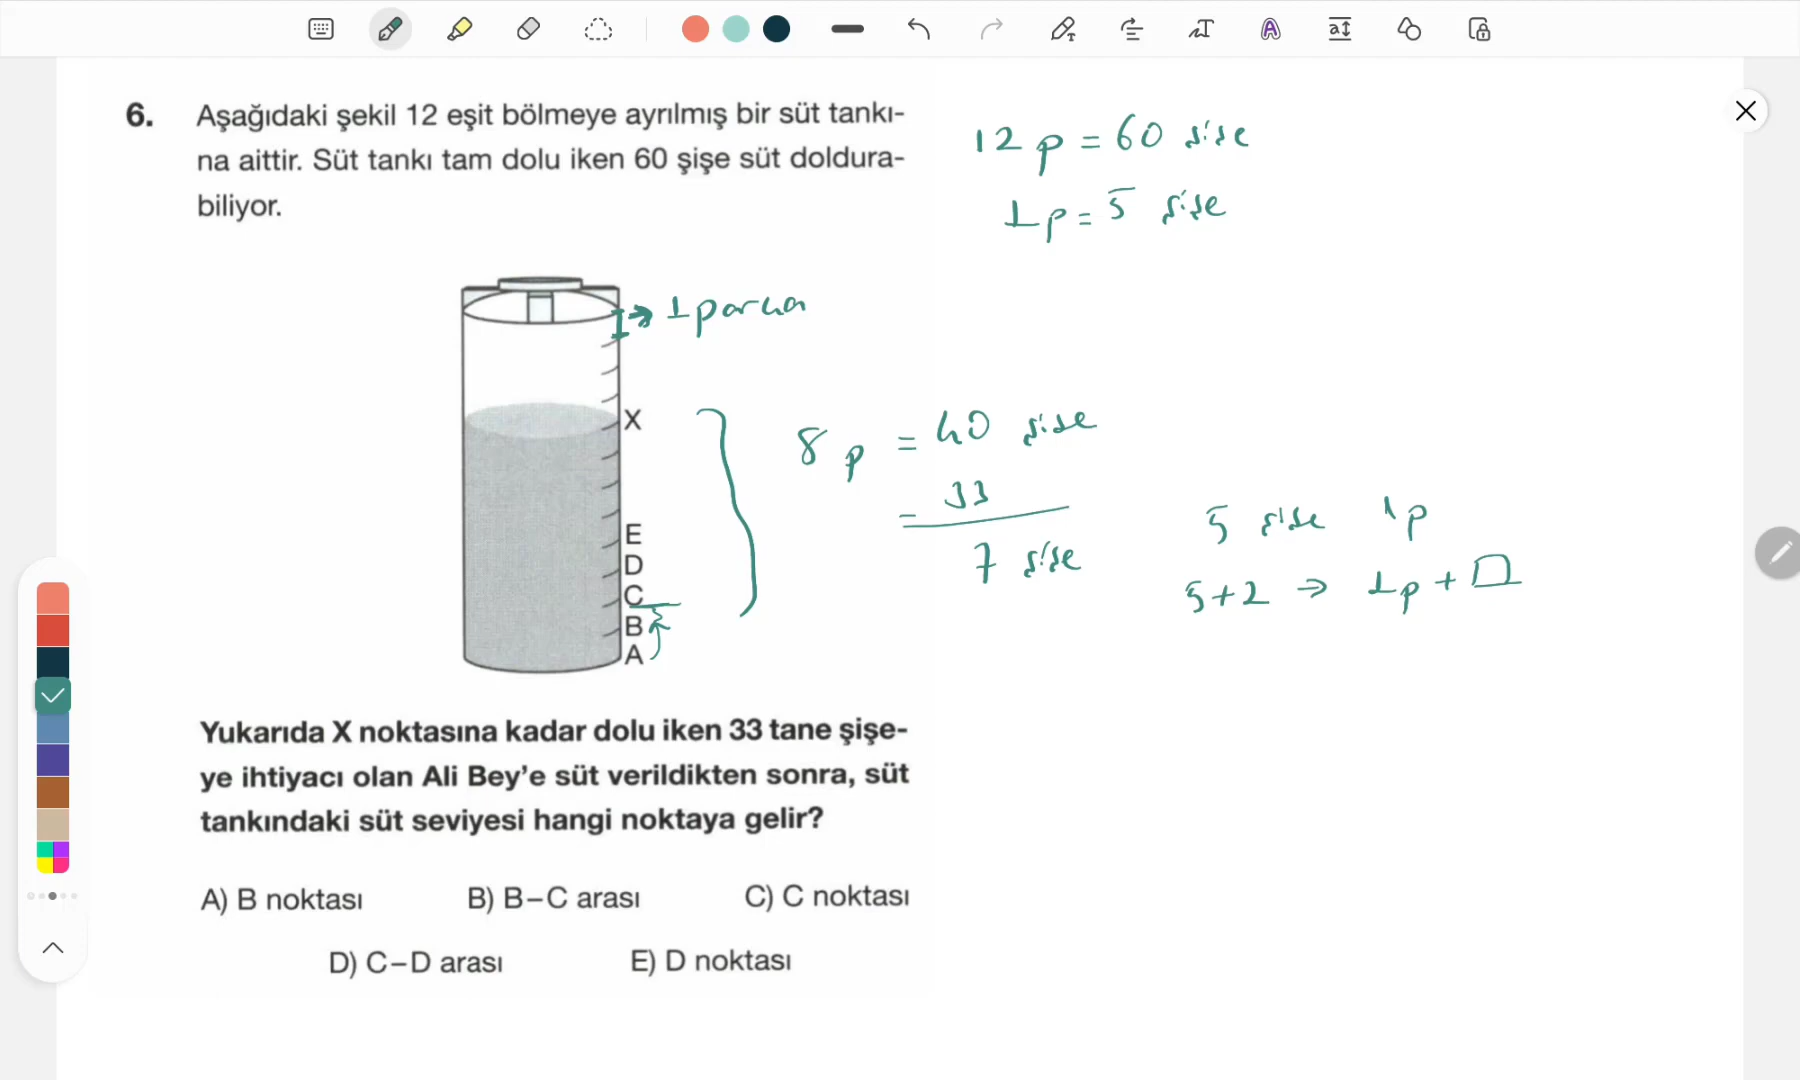 6. Aşağıdaki şekil 12 eşit bölmeye ayrılmış bir süt tankı-
na aittir. Süt tankı tam dolu iken 60 şişe süt doldura-
biliyor.
12 p = 60 şişe
1 p = 5 şişe
1 parça
X
E
D
C
B
A
8 p = 40 şişe
- 33
7 şişe
5 şişe 1p
5+2 ⇒ 1p + □
Yukarıda X noktasına kadar dolu iken 33 tane şişe-
ye ihtiyacı olan Ali Bey'e süt verildikten sonra, süt
tankındaki süt seviyesi hangi noktaya gelir?
A) B noktası B) B–C arası C) C noktası
D) C–D arası E) D noktası